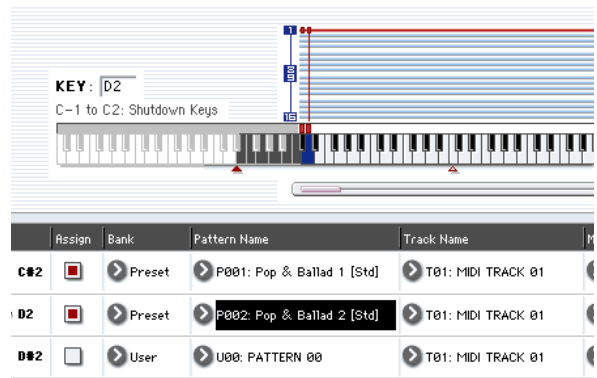 1
KEY: D2
C-1 to C2: Shutdown Keys
16
Assign Bank Pattern Name Track Name M
C#2 Preset P001: Pop & Ballad 1 [Std] T01: MIDI TRACK 01
D2 Preset P002: Pop & Ballad 2 [Std] T01: MIDI TRACK 01
D#2 User U00: PATTERN 00 T01: MIDI TRACK 01